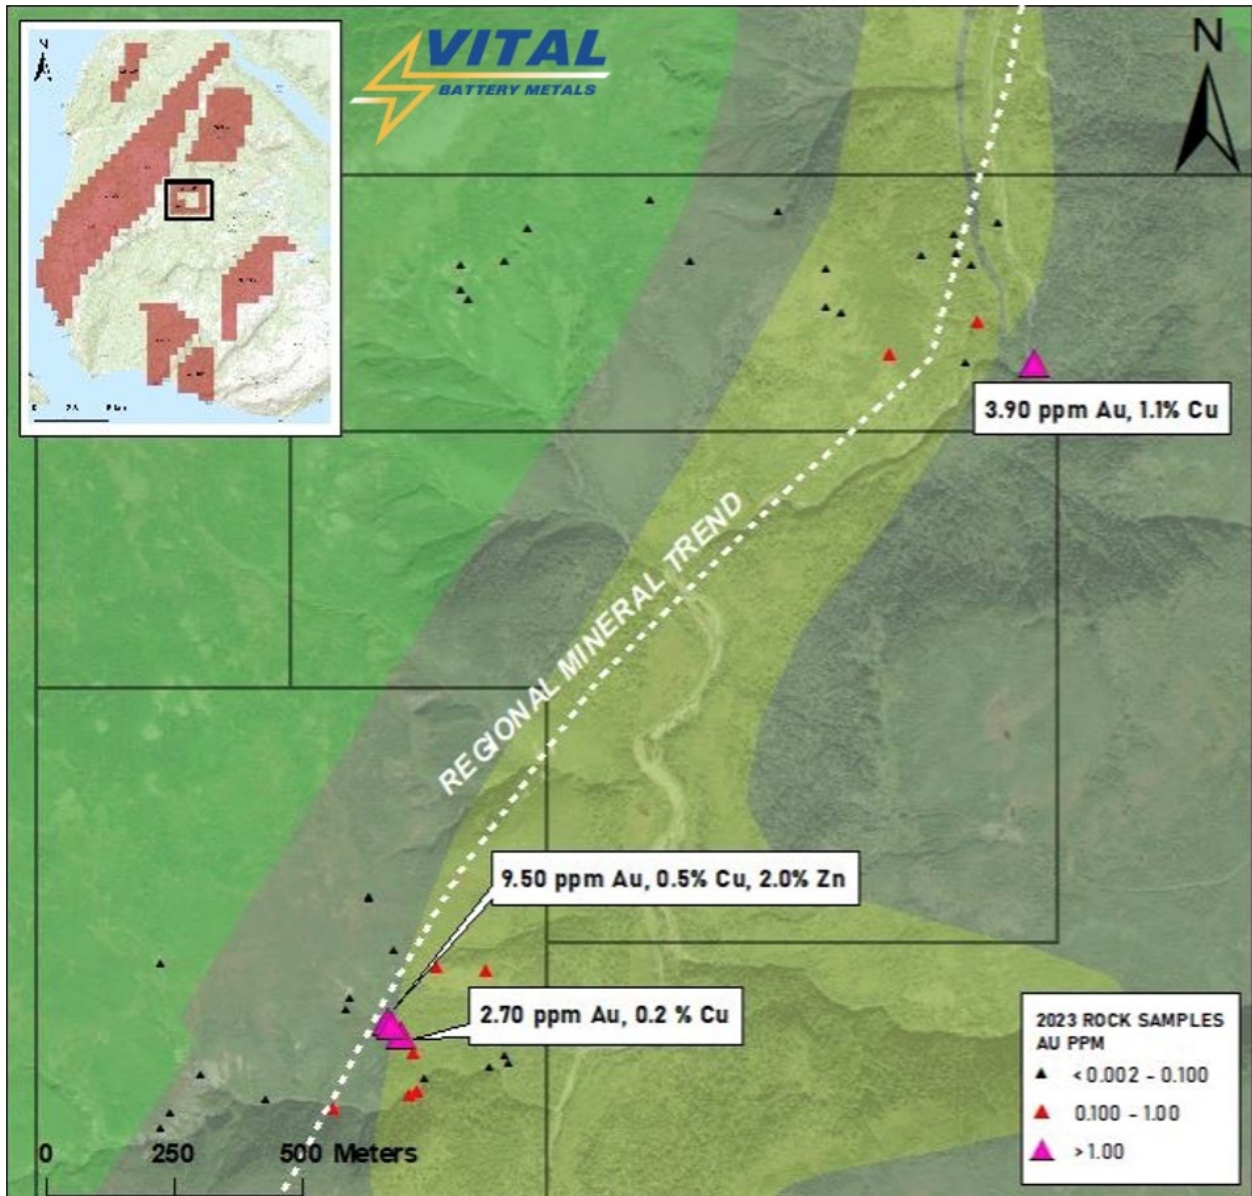 N
VITAL
BATTERY METALS
N
3.90 ppm Au, 1.1% Cu
REGIONAL MINERAL TREND
9.50 ppm Au, 0.5% Cu, 2.0% Zn
2.70 ppm Au, 0.2 % Cu
2023 ROCK SAMPLES
AU PPM
< 0.002 - 0.100
0.100 - 1.00
> 1.00
0 250 500 Meters